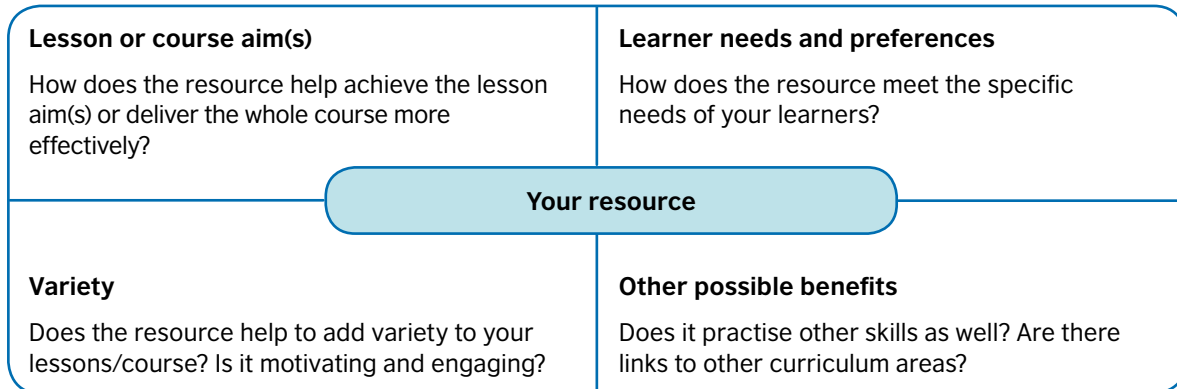 Lesson or course aim(s)
How does the resource help achieve the lesson
aim(s) or deliver the whole course more
effectively?
Learner needs and preferences
How does the resource meet the specific
needs of your learners?
Your resource
Variety
Does the resource help to add variety to your
lessons/course? Is it motivating and engaging?
Other possible benefits
Does it practise other skills as well? Are there
links to other curriculum areas?